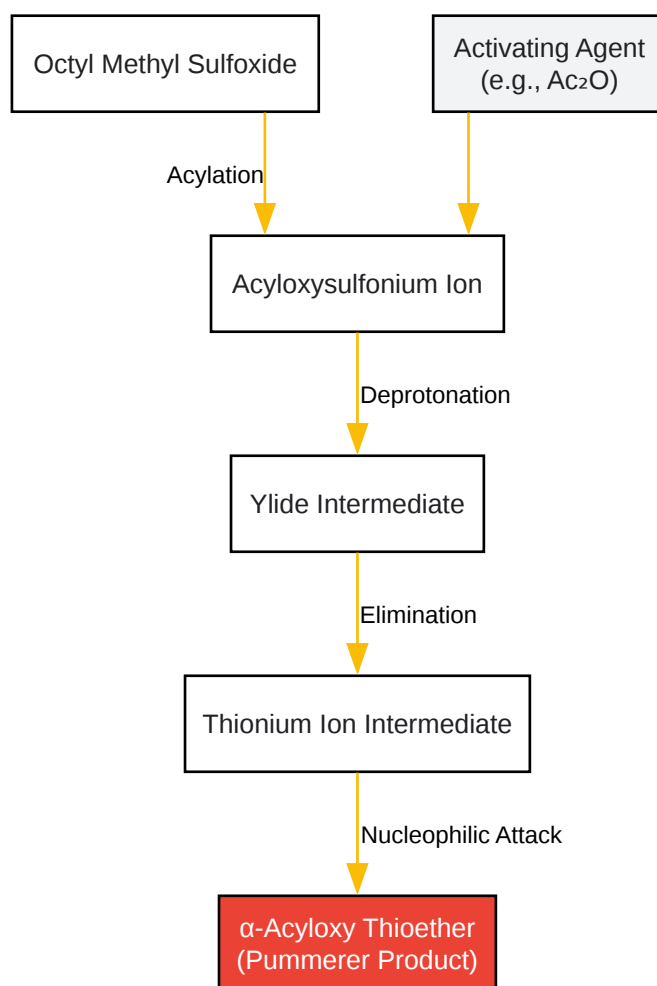 Octyl Methyl Sulfoxide
Activating Agent
(e.g., Ac₂O)
Acylation
Acyloxysulfonium Ion
Deprotonation
Ylide Intermediate
Elimination
Thionium Ion Intermediate
Nucleophilic Attack
α-Acyloxy Thioether
(Pummerer Product)